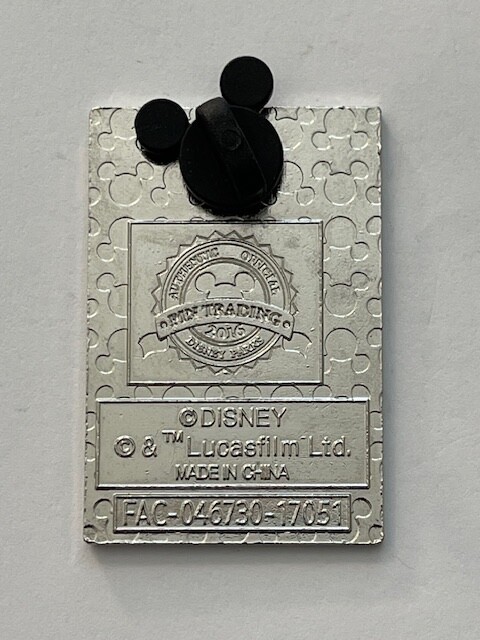 AUTHENTIC OFFICIAL
PIN TRADING
2016
DISNEY PARKS
©DISNEY
© & ™ Lucasfilm Ltd.
MADE IN CHINA
FAC-046730-17051